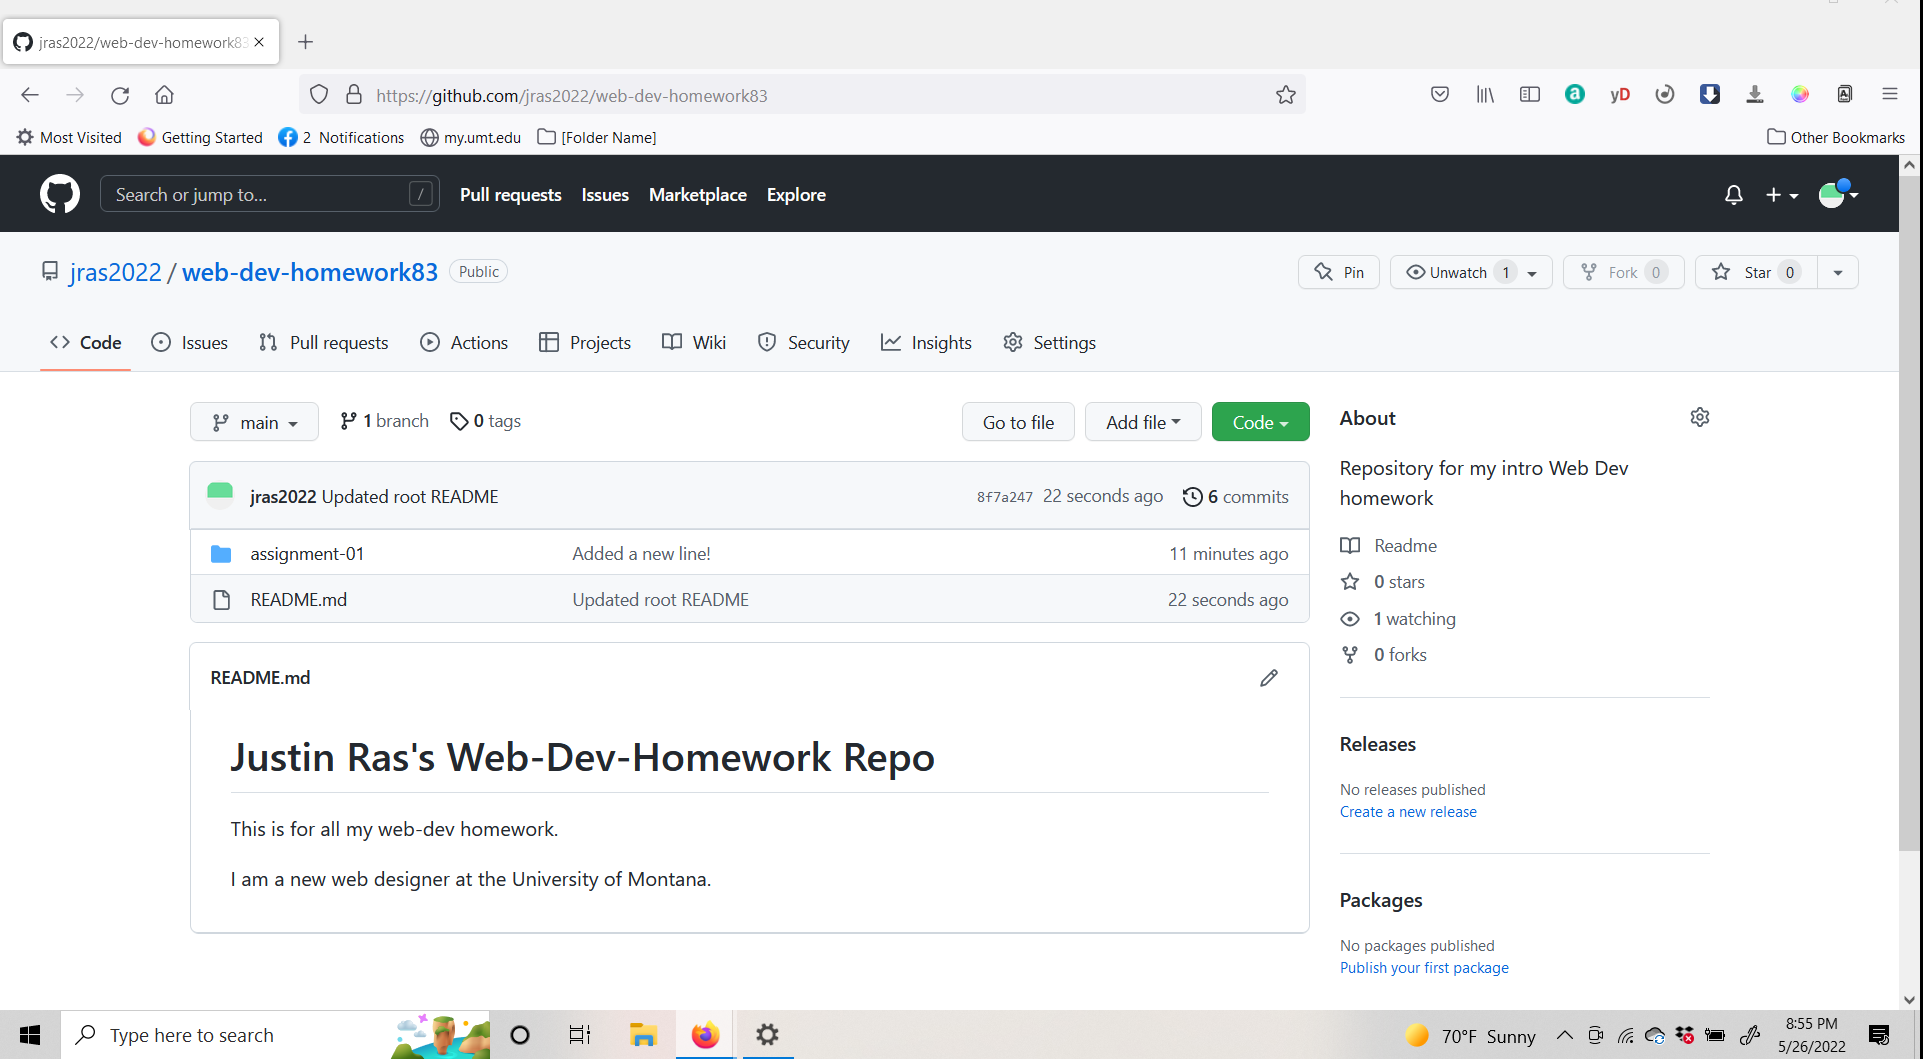 jras2022/web-dev-homework83
https://github.com/jras2022/web-dev-homework83
a yD
Most Visited Getting Started 2 Notifications my.umt.edu [Folder Name] Other Bookmarks
Search or jump to... / Pull requests Issues Marketplace Explore
jras2022 / web-dev-homework83 Public Pin Unwatch 1 Fork 0 Star 0
Code Issues Pull requests Actions Projects Wiki Security Insights Settings
main 1 branch 0 tags Go to file Add file Code
jras2022 Updated root README 8f7a247 22 seconds ago 6 commits
assignment-01 Added a new line! 11 minutes ago
README.md Updated root README 22 seconds ago
README.md
Justin Ras's Web-Dev-Homework Repo
This is for all my web-dev homework.
I am a new web designer at the University of Montana.
About
Repository for my intro Web Dev
homework
Readme
0 stars
1 watching
0 forks
Releases
No releases published
Create a new release
Packages
No packages published
Publish your first package
Type here to search 70°F Sunny 8:55 PM
5/26/2022